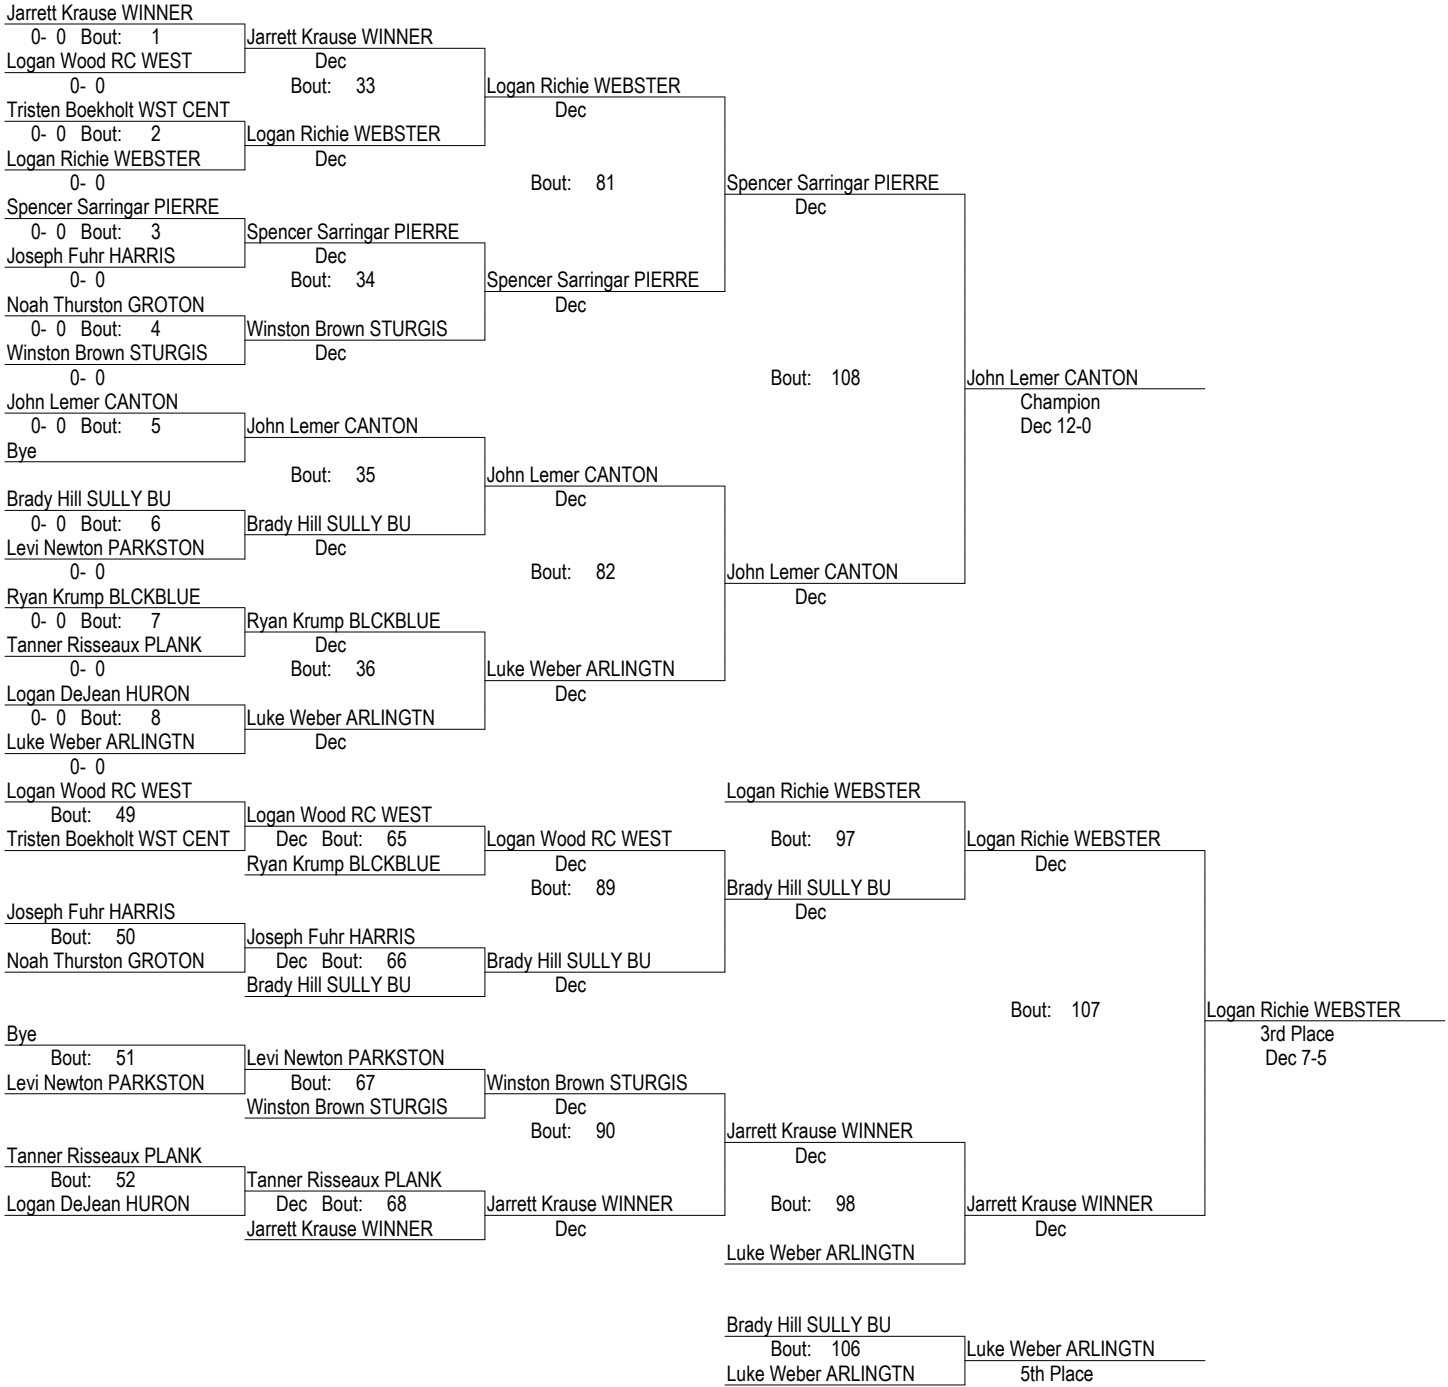 Jarrett Krause WINNER
0- 0 Bout: 1 Jarrett Krause WINNER
Logan Wood RC WEST Dec
0- 0 Bout: 33 Logan Richie WEBSTER
Tristen Boekholt WST CENT Dec
0- 0 Bout: 2 Logan Richie WEBSTER
Logan Richie WEBSTER Dec
0- 0 Bout: 81 Spencer Sarringar PIERRE
Spencer Sarringar PIERRE Dec
0- 0 Bout: 3 Spencer Sarringar PIERRE
Joseph Fuhr HARRIS Dec
0- 0 Bout: 34 Spencer Sarringar PIERRE
Noah Thurston GROTON Dec
0- 0 Bout: 4 Winston Brown STURGIS
Winston Brown STURGIS Dec
0- 0 Bout: 108 John Lemer CANTON
John Lemer CANTON Champion
0- 0 Bout: 5 John Lemer CANTON Dec 12-0
Bye
Bout: 35 John Lemer CANTON
Brady Hill SULLY BU Dec
0- 0 Bout: 6 Brady Hill SULLY BU
Levi Newton PARKSTON Dec
0- 0 Bout: 82 John Lemer CANTON
Ryan Krump BLCKBLUE Dec
0- 0 Bout: 7 Ryan Krump BLCKBLUE
Tanner Risseaux PLANK Dec
0- 0 Bout: 36 Luke Weber ARLINGTN
Logan DeJean HURON Dec
0- 0 Bout: 8 Luke Weber ARLINGTN
Luke Weber ARLINGTN Dec
0- 0
Logan Wood RC WEST Logan Richie WEBSTER
Bout: 49 Logan Wood RC WEST
Tristen Boekholt WST CENT Dec Bout: 65 Logan Wood RC WEST Bout: 97 Logan Richie WEBSTER
Ryan Krump BLCKBLUE Dec Dec
Bout: 89 Brady Hill SULLY BU
Joseph Fuhr HARRIS Dec
Bout: 50 Joseph Fuhr HARRIS
Noah Thurston GROTON Dec Bout: 66 Brady Hill SULLY BU
Brady Hill SULLY BU Dec
Bout: 107 Logan Richie WEBSTER
Bye 3rd Place
Bout: 51 Levi Newton PARKSTON Dec 7-5
Levi Newton PARKSTON Bout: 67 Winston Brown STURGIS
Winston Brown STURGIS Dec
Bout: 90 Jarrett Krause WINNER
Tanner Risseaux PLANK Dec
Bout: 52 Tanner Risseaux PLANK
Logan DeJean HURON Dec Bout: 68 Jarrett Krause WINNER Bout: 98 Jarrett Krause WINNER
Jarrett Krause WINNER Dec Dec
Luke Weber ARLINGTN
Brady Hill SULLY BU
Bout: 106 Luke Weber ARLINGTN
Luke Weber ARLINGTN 5th Place